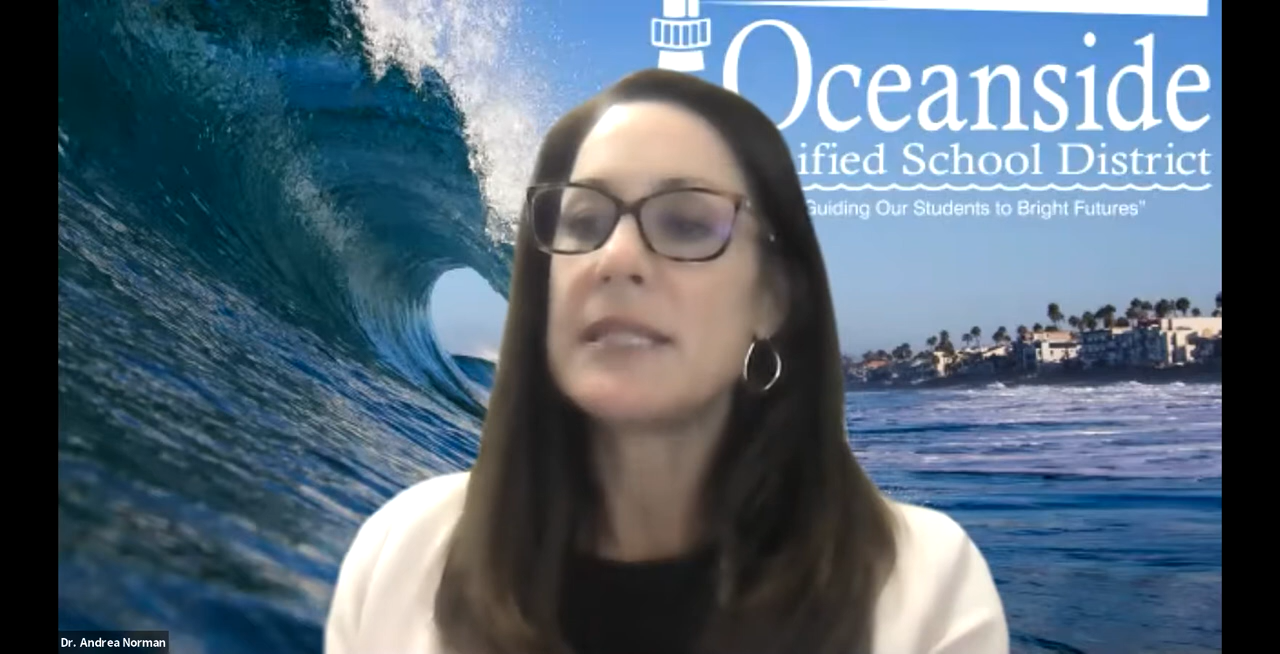 Oceanside
ified School District
Guiding Our Students to Bright Futures"
Dr. Andrea Norman